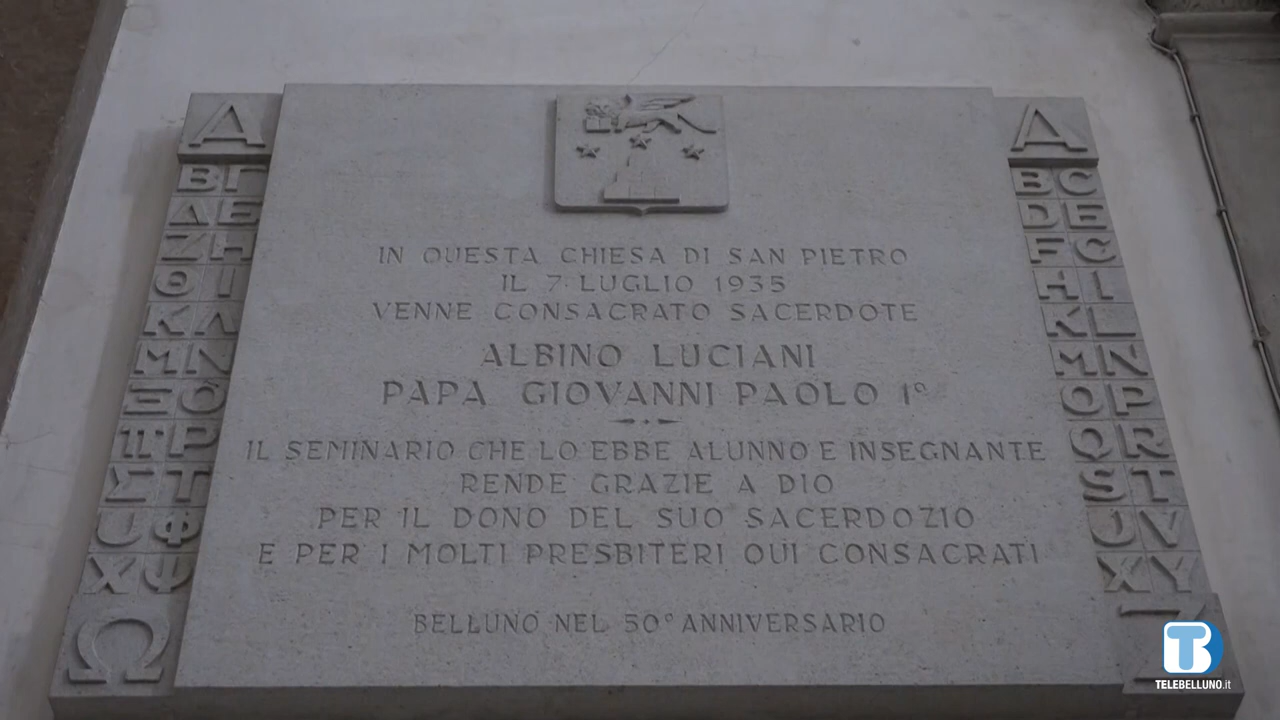 Α
Β Γ
Δ Ε
Ζ Η
Θ Ι
Κ Λ
Μ Ν
Ξ Ο
Π Ρ
Σ Τ
U Φ
Χ Ψ
Ω
IN QUESTA CHIESA DI SAN PIETRO
IL 7 LUGLIO 1935
VENNE CONSACRATO SACERDOTE
ALBINO LUCIANI
PAPA GIOVANNI PAOLO I°
IL SEMINARIO CHE LO EBBE ALUNNO E INSEGNANTE
RENDE GRAZIE A DIO
PER IL DONO DEL SUO SACERDOZIO
E PER I MOLTI PRESBITERI QUI CONSACRATI
BELLUNO NEL 50° ANNIVERSARIO
A
B C
D E
F G
H I
K L
M N
O P
Q R
S T
U V
X Y
Z
TELEBELLUNO.it